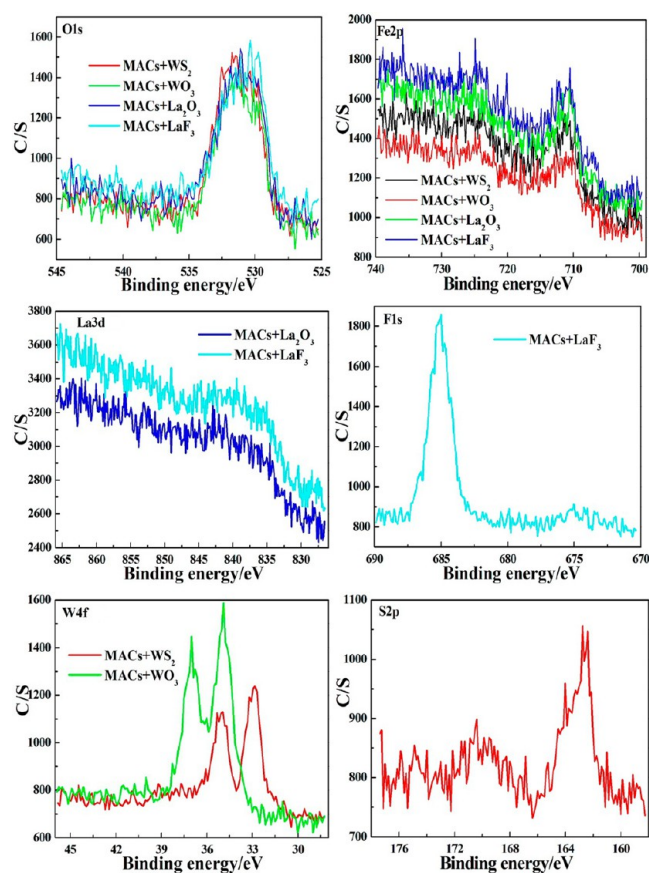 O1s
MACs+WS2
MACs+WO3
MACs+La2O3
MACs+LaF3
C/S
1600
1400
1200
1000
800
600
545 540 535 530 525
Binding energy/eV
Fe2p
MACs+WS2
MACs+WO3
MACs+La2O3
MACs+LaF3
C/S
2000
1800
1600
1400
1200
1000
800
740 730 720 710 700
Binding energy/eV
La3d
MACs+La2O3
MACs+LaF3
C/S
3800
3600
3400
3200
3000
2800
2600
2400
865 860 855 850 845 840 835 830
Binding energy/eV
F1s
MACs+LaF3
C/S
1800
1600
1400
1200
1000
800
690 685 680 675 670
Binding energy/eV
W4f
MACs+WS2
MACs+WO3
C/S
1600
1400
1200
1000
800
600
45 42 39 36 33 30
Binding energy/eV
S2p
C/S
1100
1000
900
800
700
176 172 168 164 160
Binding energy/eV